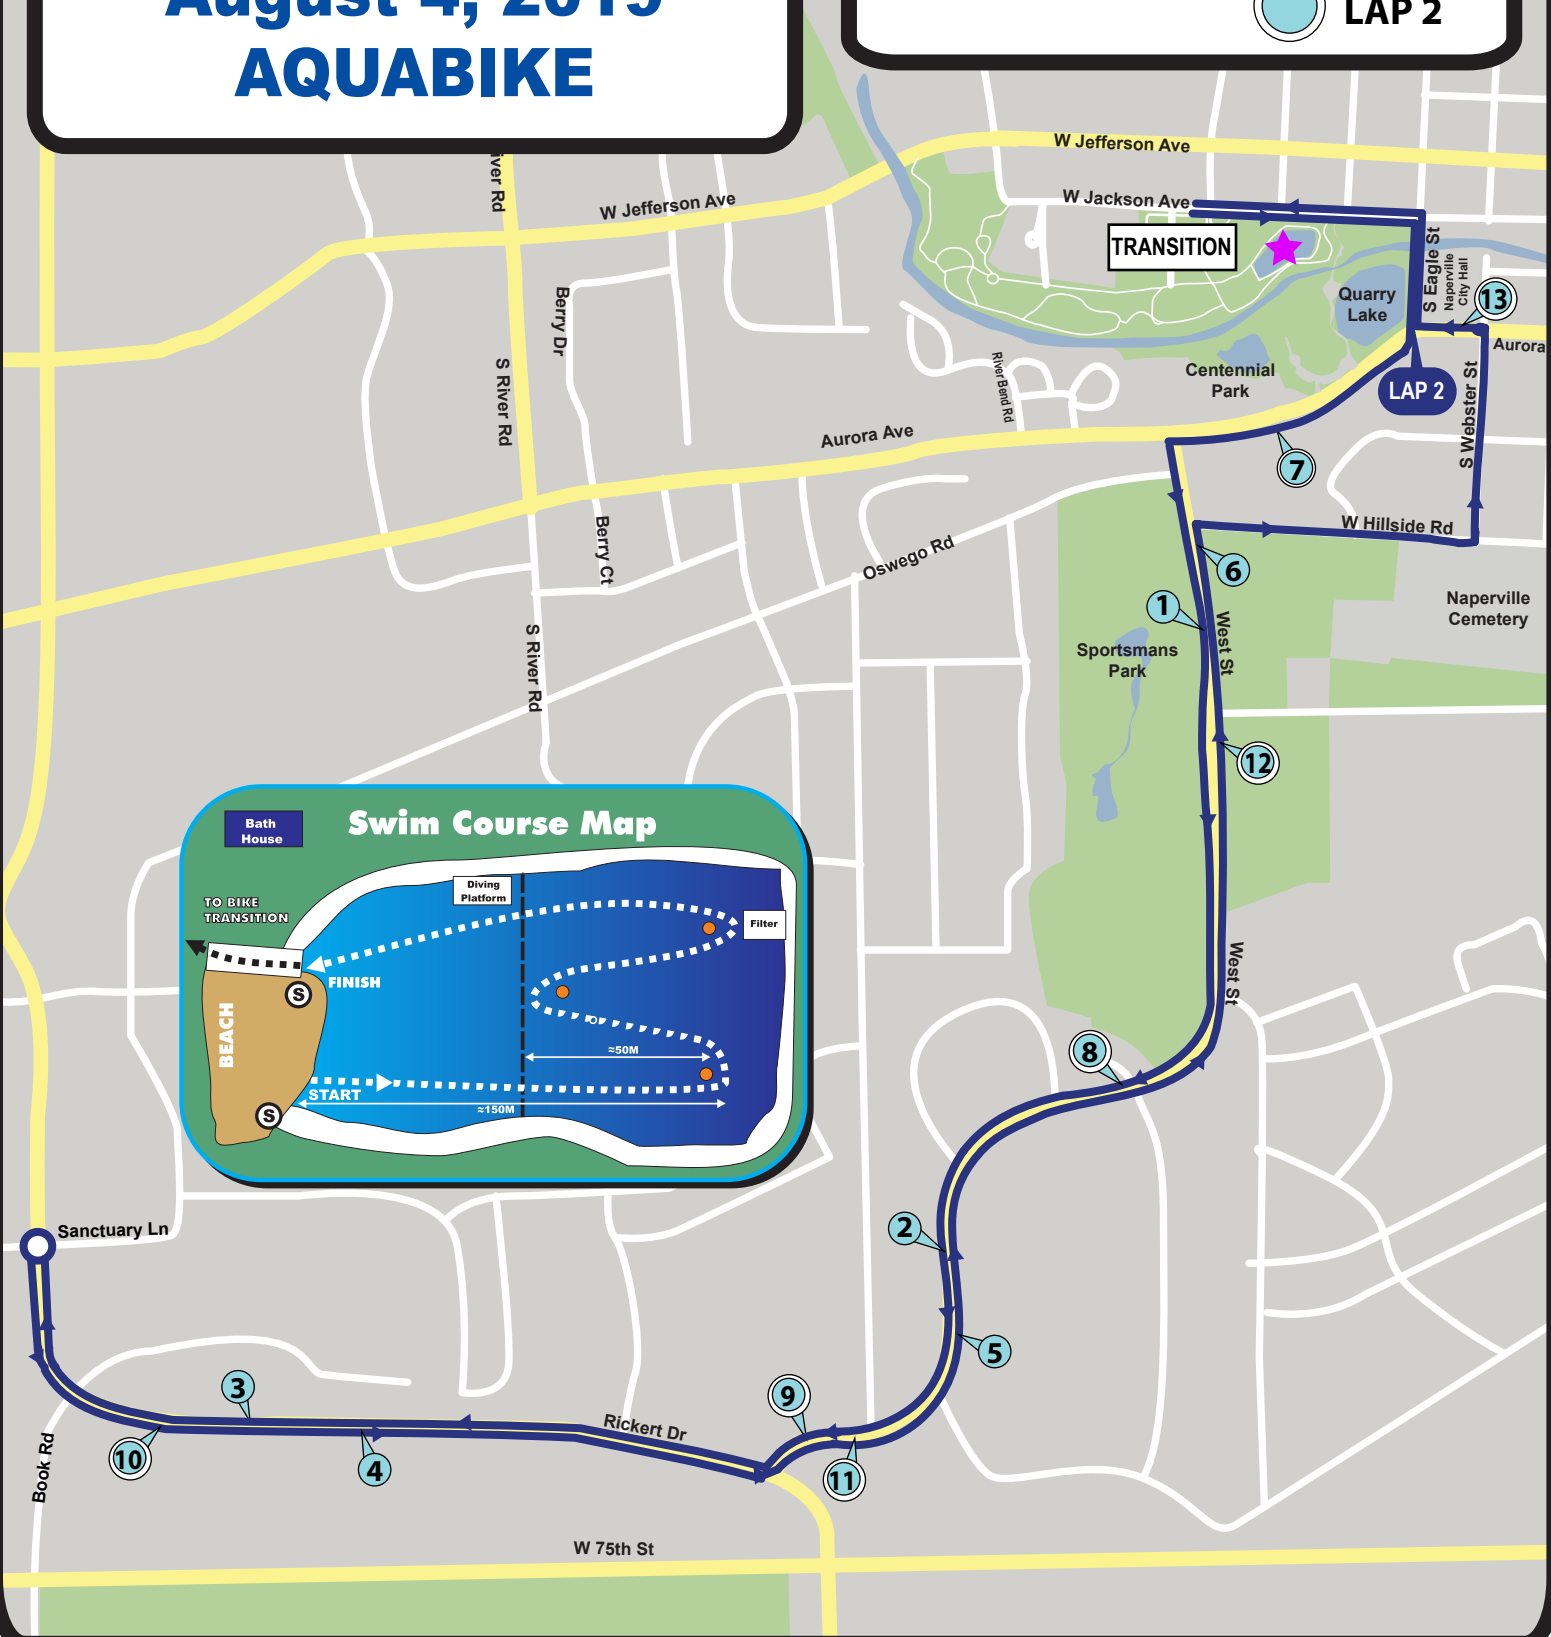 August 4, 2019
AQUABIKE
LAP 2
W Jefferson Ave
W Jefferson Ave
W Jackson Ave
TRANSITION
S Eagle St
Naperville
City Hall
Quarry
Lake
13
Aurora
Centennial
Park
LAP 2
S Webster St
River Bend Rd
Berry Dr
S River Rd
Aurora Ave
7
W Hillside Rd
Berry Ct
Oswego Rd
6
1
West St
Naperville
Cemetery
Sportsmans
Park
S River Rd
12
Swim Course Map
Bath
House
Diving
Platform
TO BIKE
TRANSITION
Filter
FINISH
S
BEACH
≈50M
START
≈150M
S
West St
8
2
Sanctuary Ln
5
3
9
Rickert Dr
10
4
11
Book Rd
W 75th St